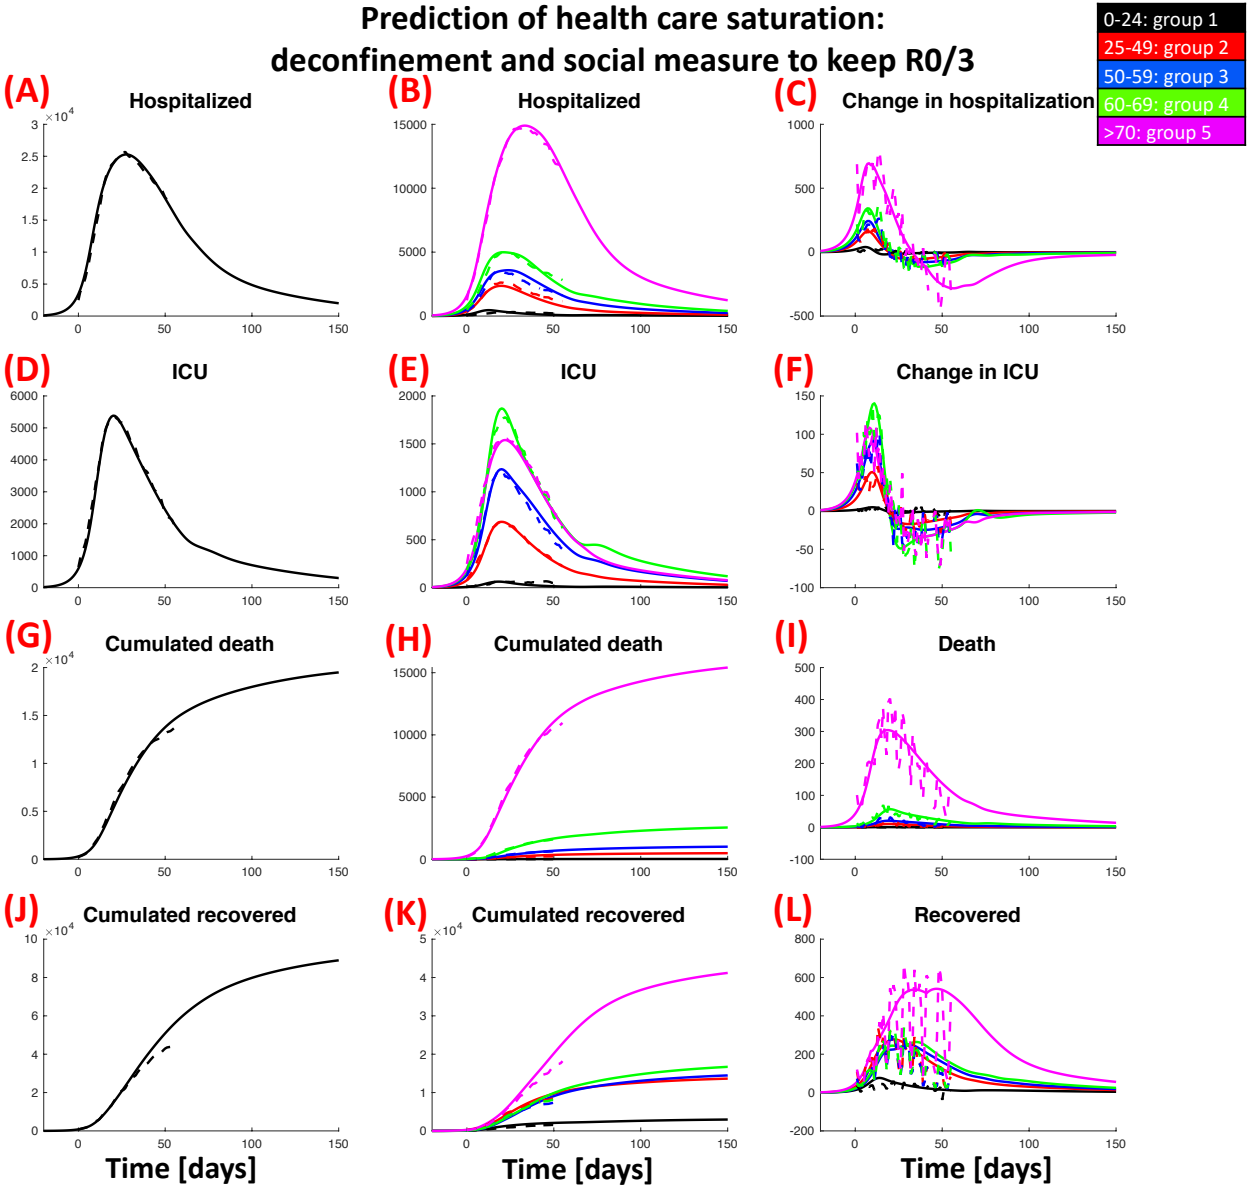 Prediction of health care saturation:
deconfinement and social measure to keep R0/3
0-24: group 1
25-49: group 2
50-59: group 3
60-69: group 4
>70: group 5
(A)
Hospitalized
×10^4
3
2.5
2
1.5
1
0.5
0
0 50 100 150
(B)
Hospitalized
15000
10000
5000
0
0 50 100 150
(C)
Change in hospitalization
1000
500
0
-500
0 50 100 150
(D)
ICU
6000
5000
4000
3000
2000
1000
0
0 50 100 150
(E)
ICU
2000
1500
1000
500
0
0 50 100 150
(F)
Change in ICU
150
100
50
0
-50
-100
0 50 100 150
(G)
Cumulated death
×10^4
2
1.5
1
0.5
0
0 50 100 150
(H)
Cumulated death
15000
10000
5000
0
0 50 100 150
(I)
Death
500
400
300
200
100
0
-100
0 50 100 150
(J)
Cumulated recovered
×10^4
10
8
6
4
2
0
0 50 100 150
Time [days]
(K)
Cumulated recovered
×10^4
5
4
3
2
1
0
0 50 100 150
Time [days]
(L)
Recovered
800
600
400
200
0
-200
0 50 100 150
Time [days]